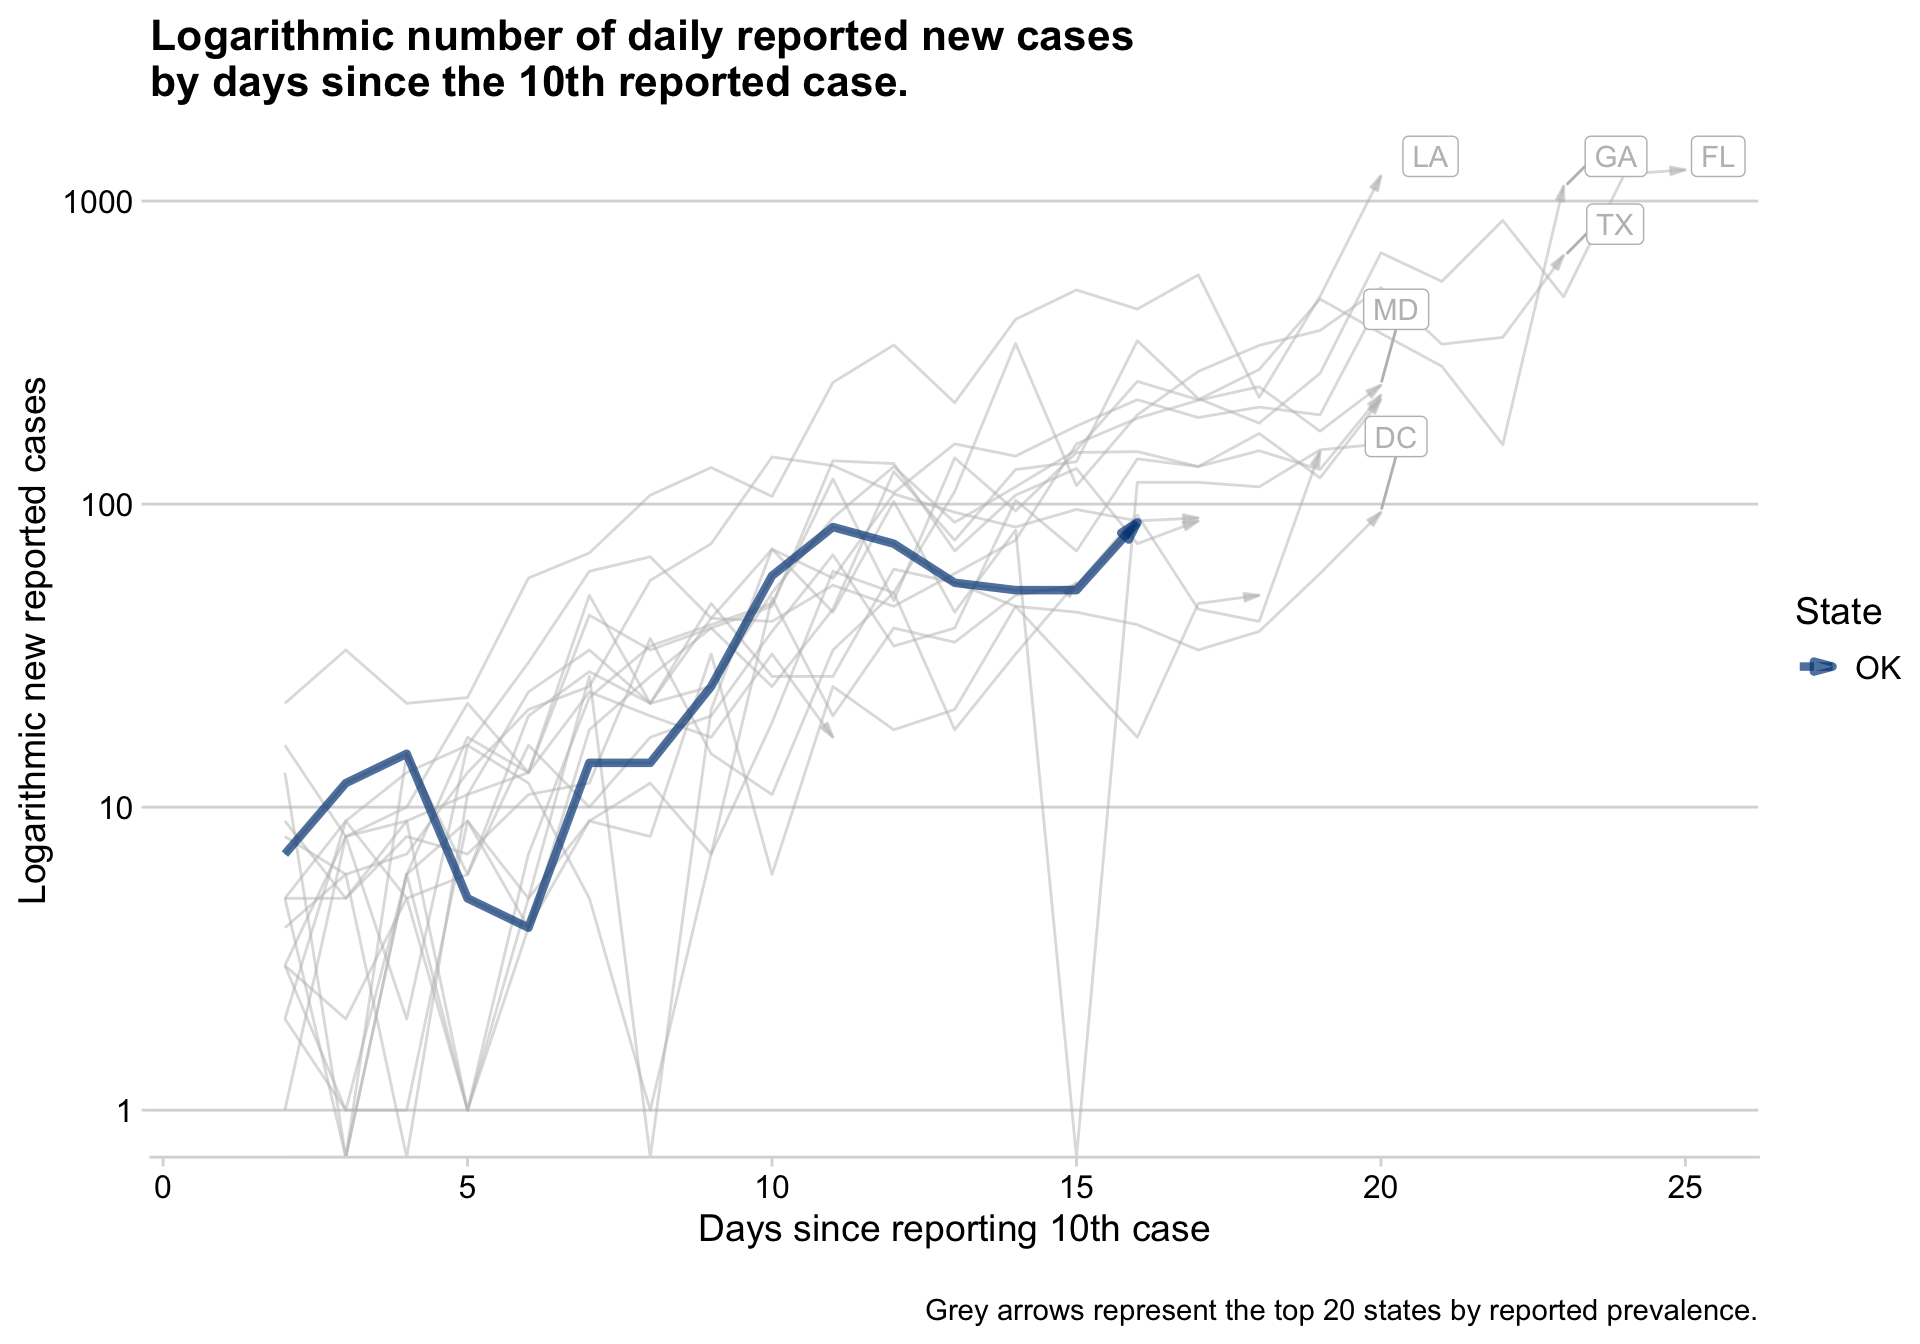 Logarithmic number of daily reported new cases
by days since the 10th reported case.
LA
GA
FL
TX
MD
DC
1000
100
10
1
Logarithmic new reported cases
0
5
10
15
20
25
Days since reporting 10th case
State
OK
Grey arrows represent the top 20 states by reported prevalence.